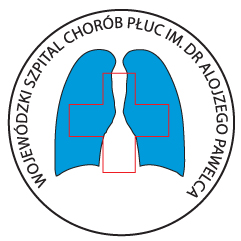 WOJEWÓDZKI SZPITAL CHORÓB PŁUC IM. DR ALOJZEGO PAWELCA